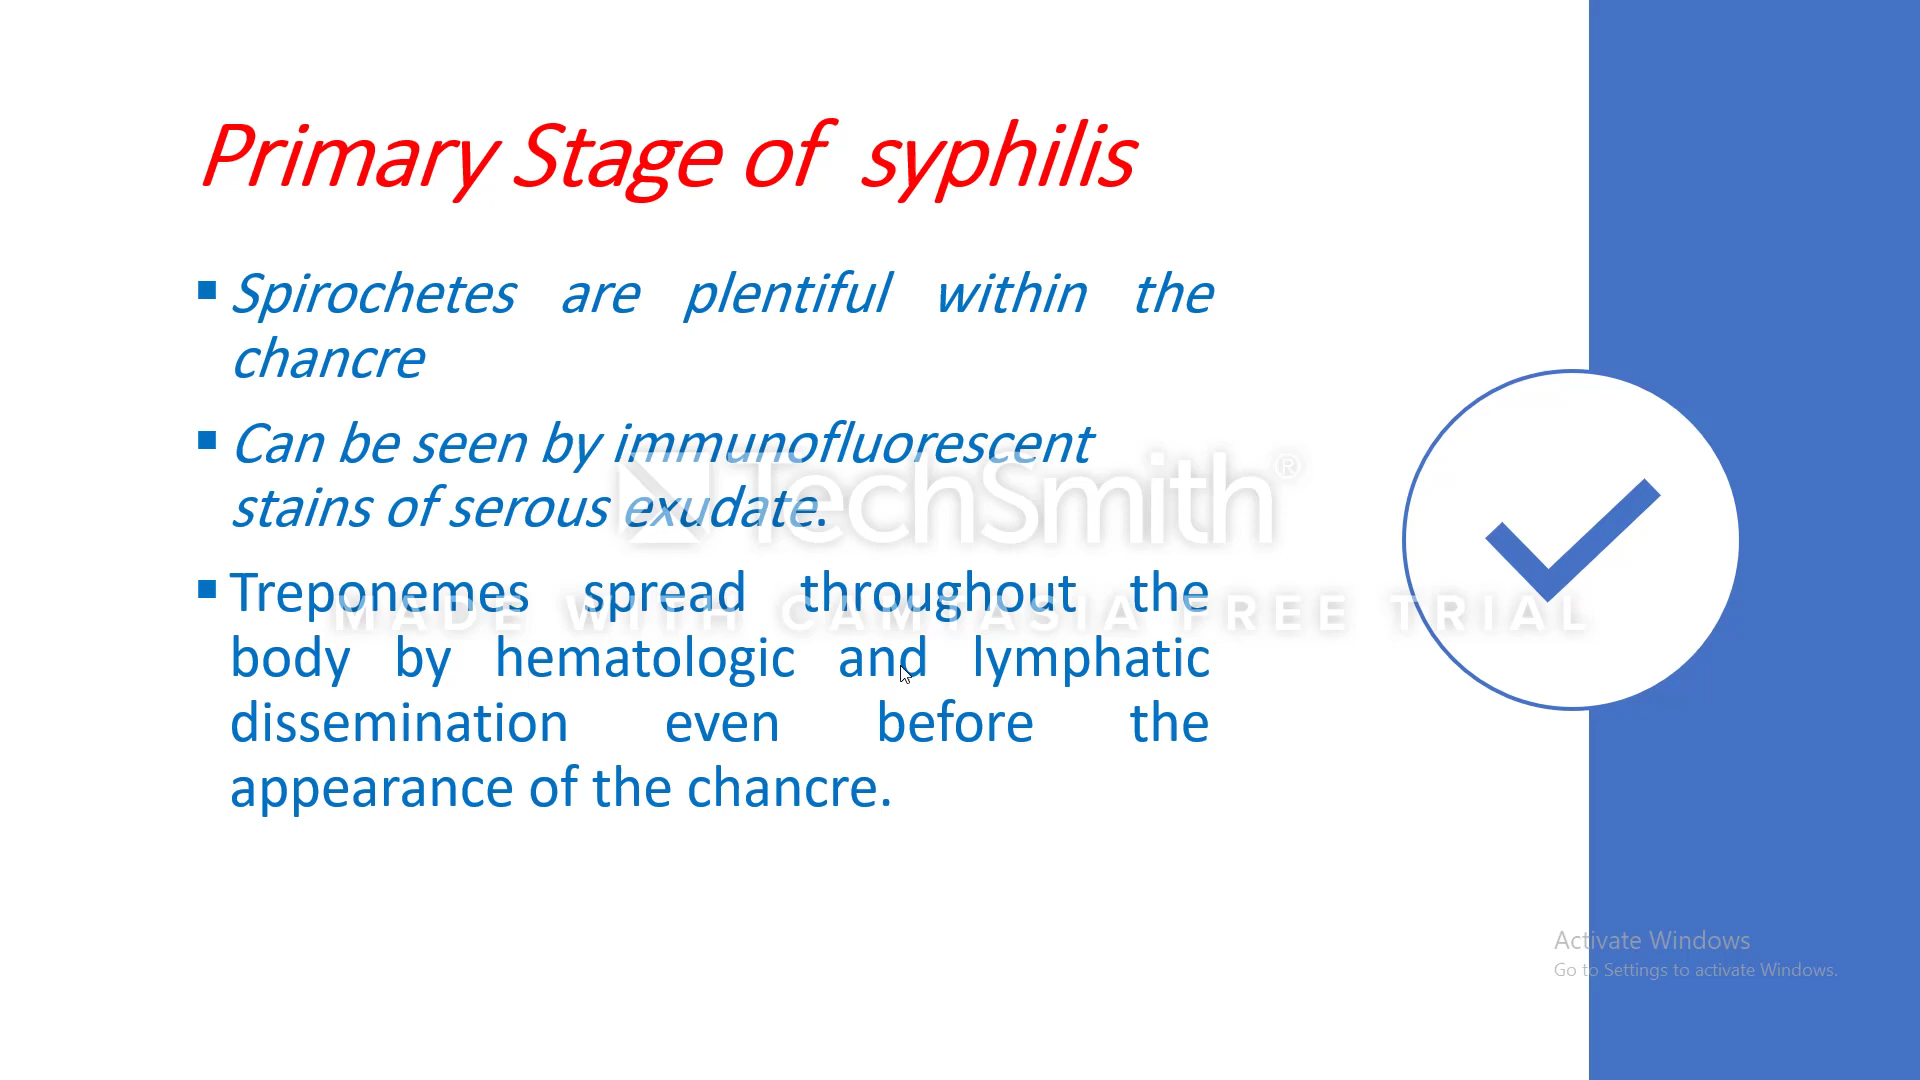 Primary Stage of syphilis
▪ Spirochetes are plentiful within the
chancre
▪ Can be seen by immunofluorescent
stains of serous exudate.
▪ Treponemes spread throughout the
body by hematologic and lymphatic
dissemination even before the
appearance of the chancre.
TechSmith®
MADE WITH CAMTASIA FREE TRIAL
Activate Windows
Go to Settings to activate Windows.